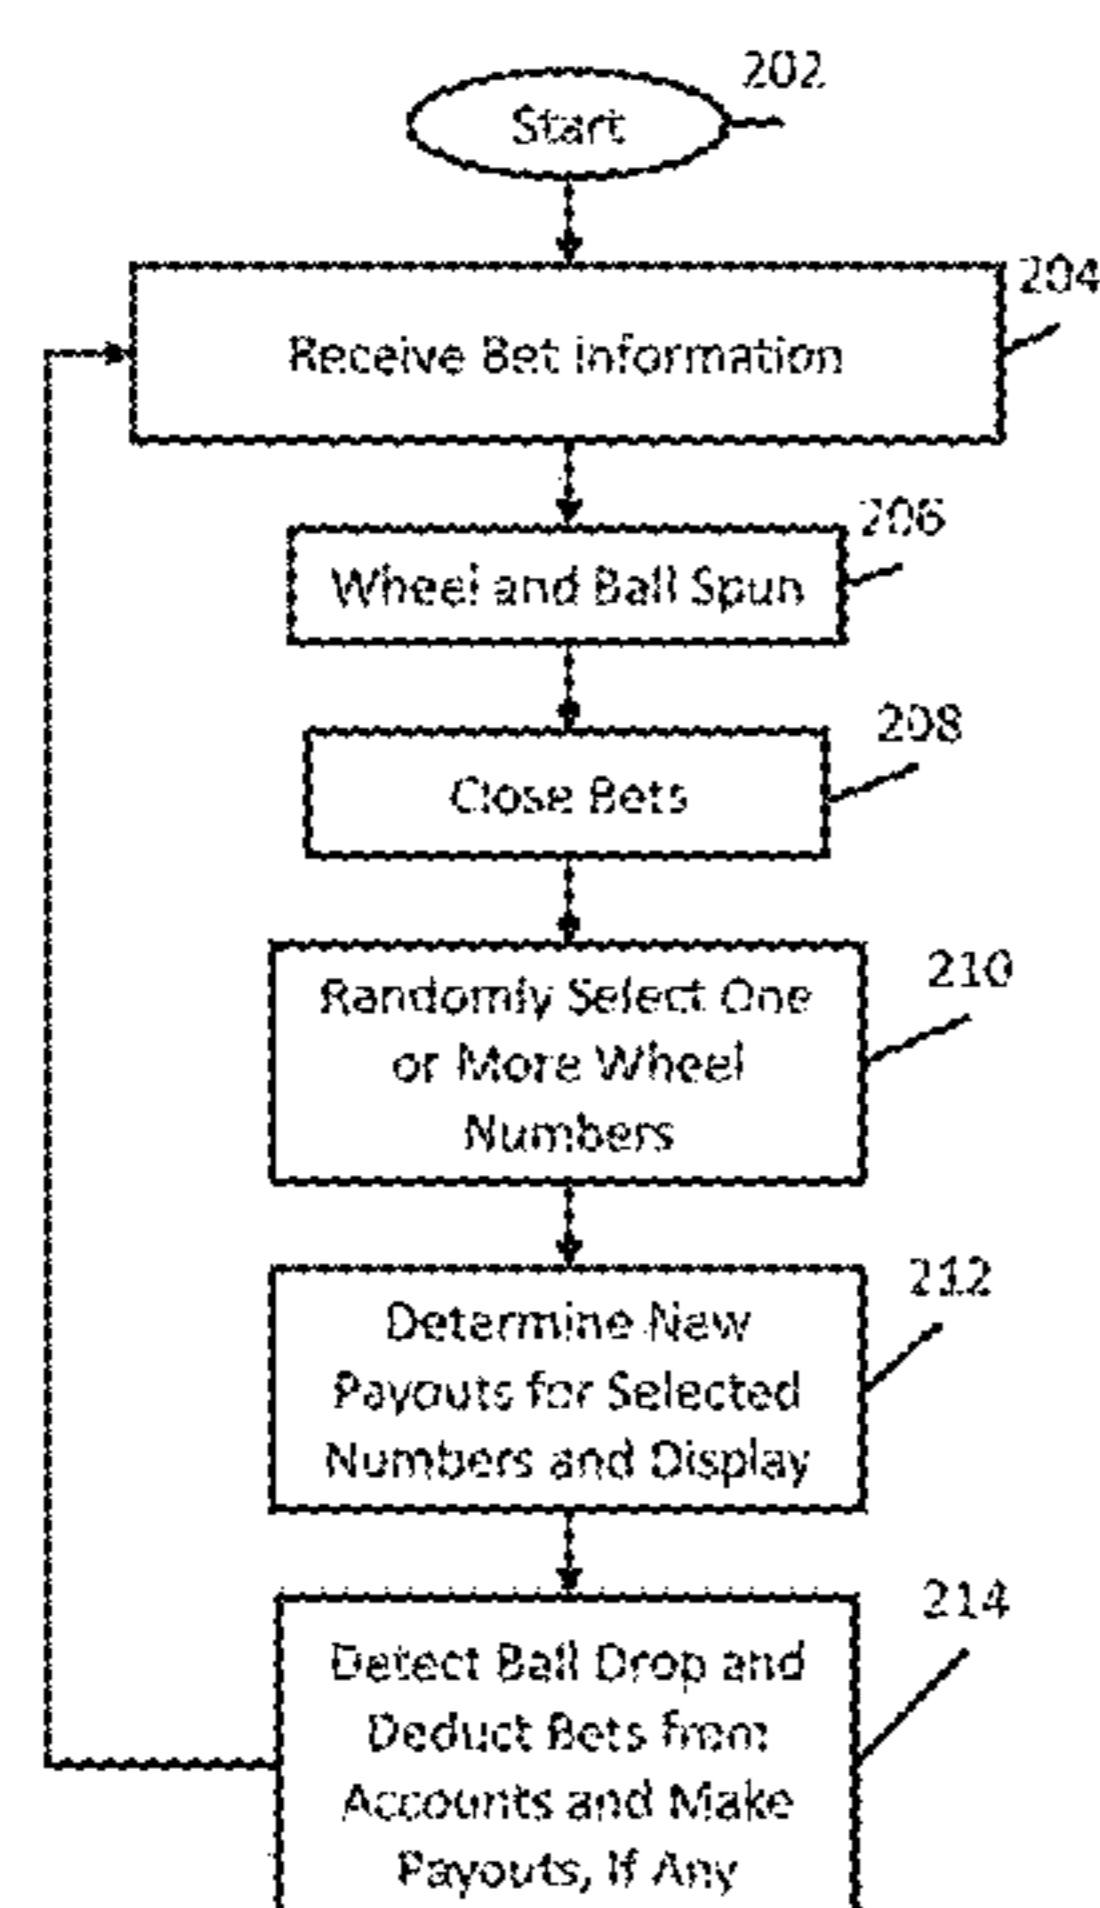 202
Start
204
Receive Bet Information
206
Wheel and Ball Spun
208
Close Bets
210
Randomly Select One
or More Wheel
Numbers
212
Determine New
Payouts for Selected
Numbers and Display
214
Detect Ball Drop and
Deduct Bets from
Accounts and Make
Payouts, If Any